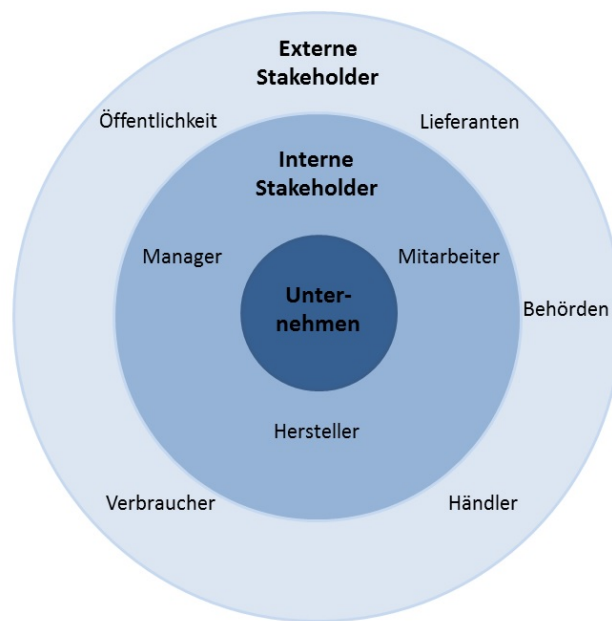 Externe
Stakeholder
Öffentlichkeit
Lieferanten
Interne
Stakeholder
Manager
Mitarbeiter
Unter-
nehmen
Behörden
Hersteller
Verbraucher
Händler